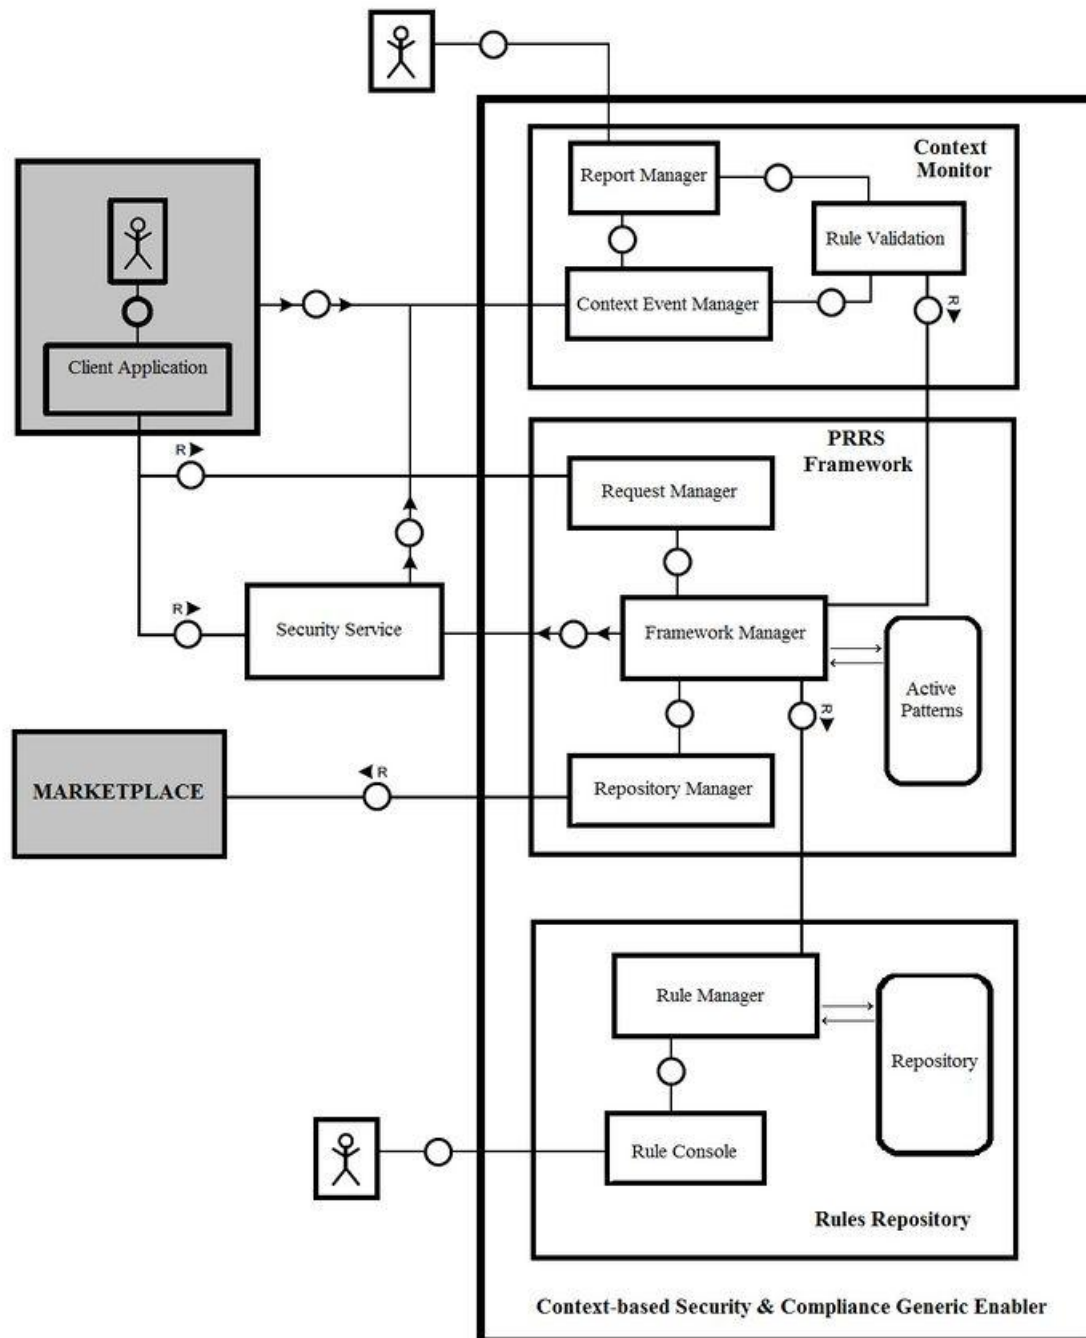 Context
Monitor
Report Manager
Rule Validation
Context Event Manager
R
Client Application
PRRS
Framework
R
Request Manager
R
Security Service
Framework Manager
Active
Patterns
R
R
MARKETPLACE
Repository Manager
Rule Manager
Repository
Rule Console
Rules Repository
Context-based Security & Compliance Generic Enabler